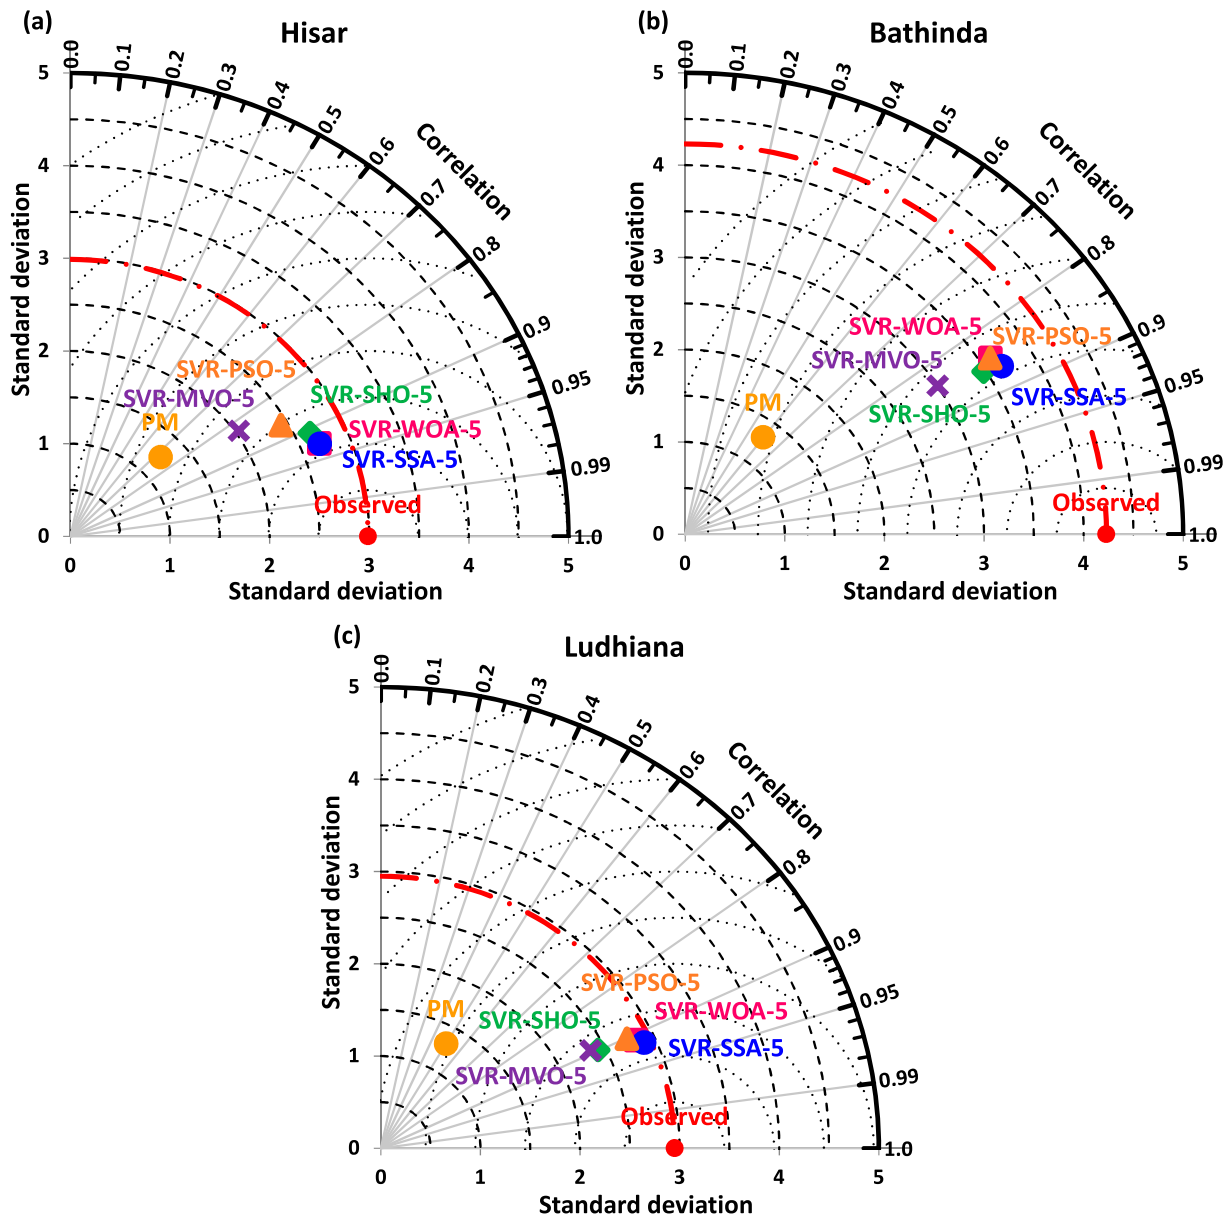 (a)
Hisar
0.0
0.1
0.2
0.3
0.4
0.5
0.6
0.7
0.8
0.9
0.95
0.99
1.0
Correlation
5
4
3
2
1
0
Standard deviation
SVR-PSO-5
SVR-MVO-5
PM
SVR-SHO-5
SVR-WOA-5
SVR-SSA-5
Observed
0 1 2 3 4 5
Standard deviation
(b)
Bathinda
0.0
0.1
0.2
0.3
0.4
0.5
0.6
0.7
0.8
0.9
0.95
0.99
1.0
Correlation
5
4
3
2
1
0
Standard deviation
SVR-WOA-5
SVR-PSO-5
SVR-MVO-5
SVR-SSA-5
PM
SVR-SHO-5
Observed
0 1 2 3 4 5
Standard deviation
(c)
Ludhiana
0.0
0.1
0.2
0.3
0.4
0.5
0.6
0.7
0.8
0.9
0.95
0.99
1.0
Correlation
5
4
3
2
1
0
Standard deviation
SVR-PSO-5
PM
SVR-SHO-5
SVR-WOA-5
SVR-SSA-5
SVR-MVO-5
Observed
0 1 2 3 4 5
Standard deviation